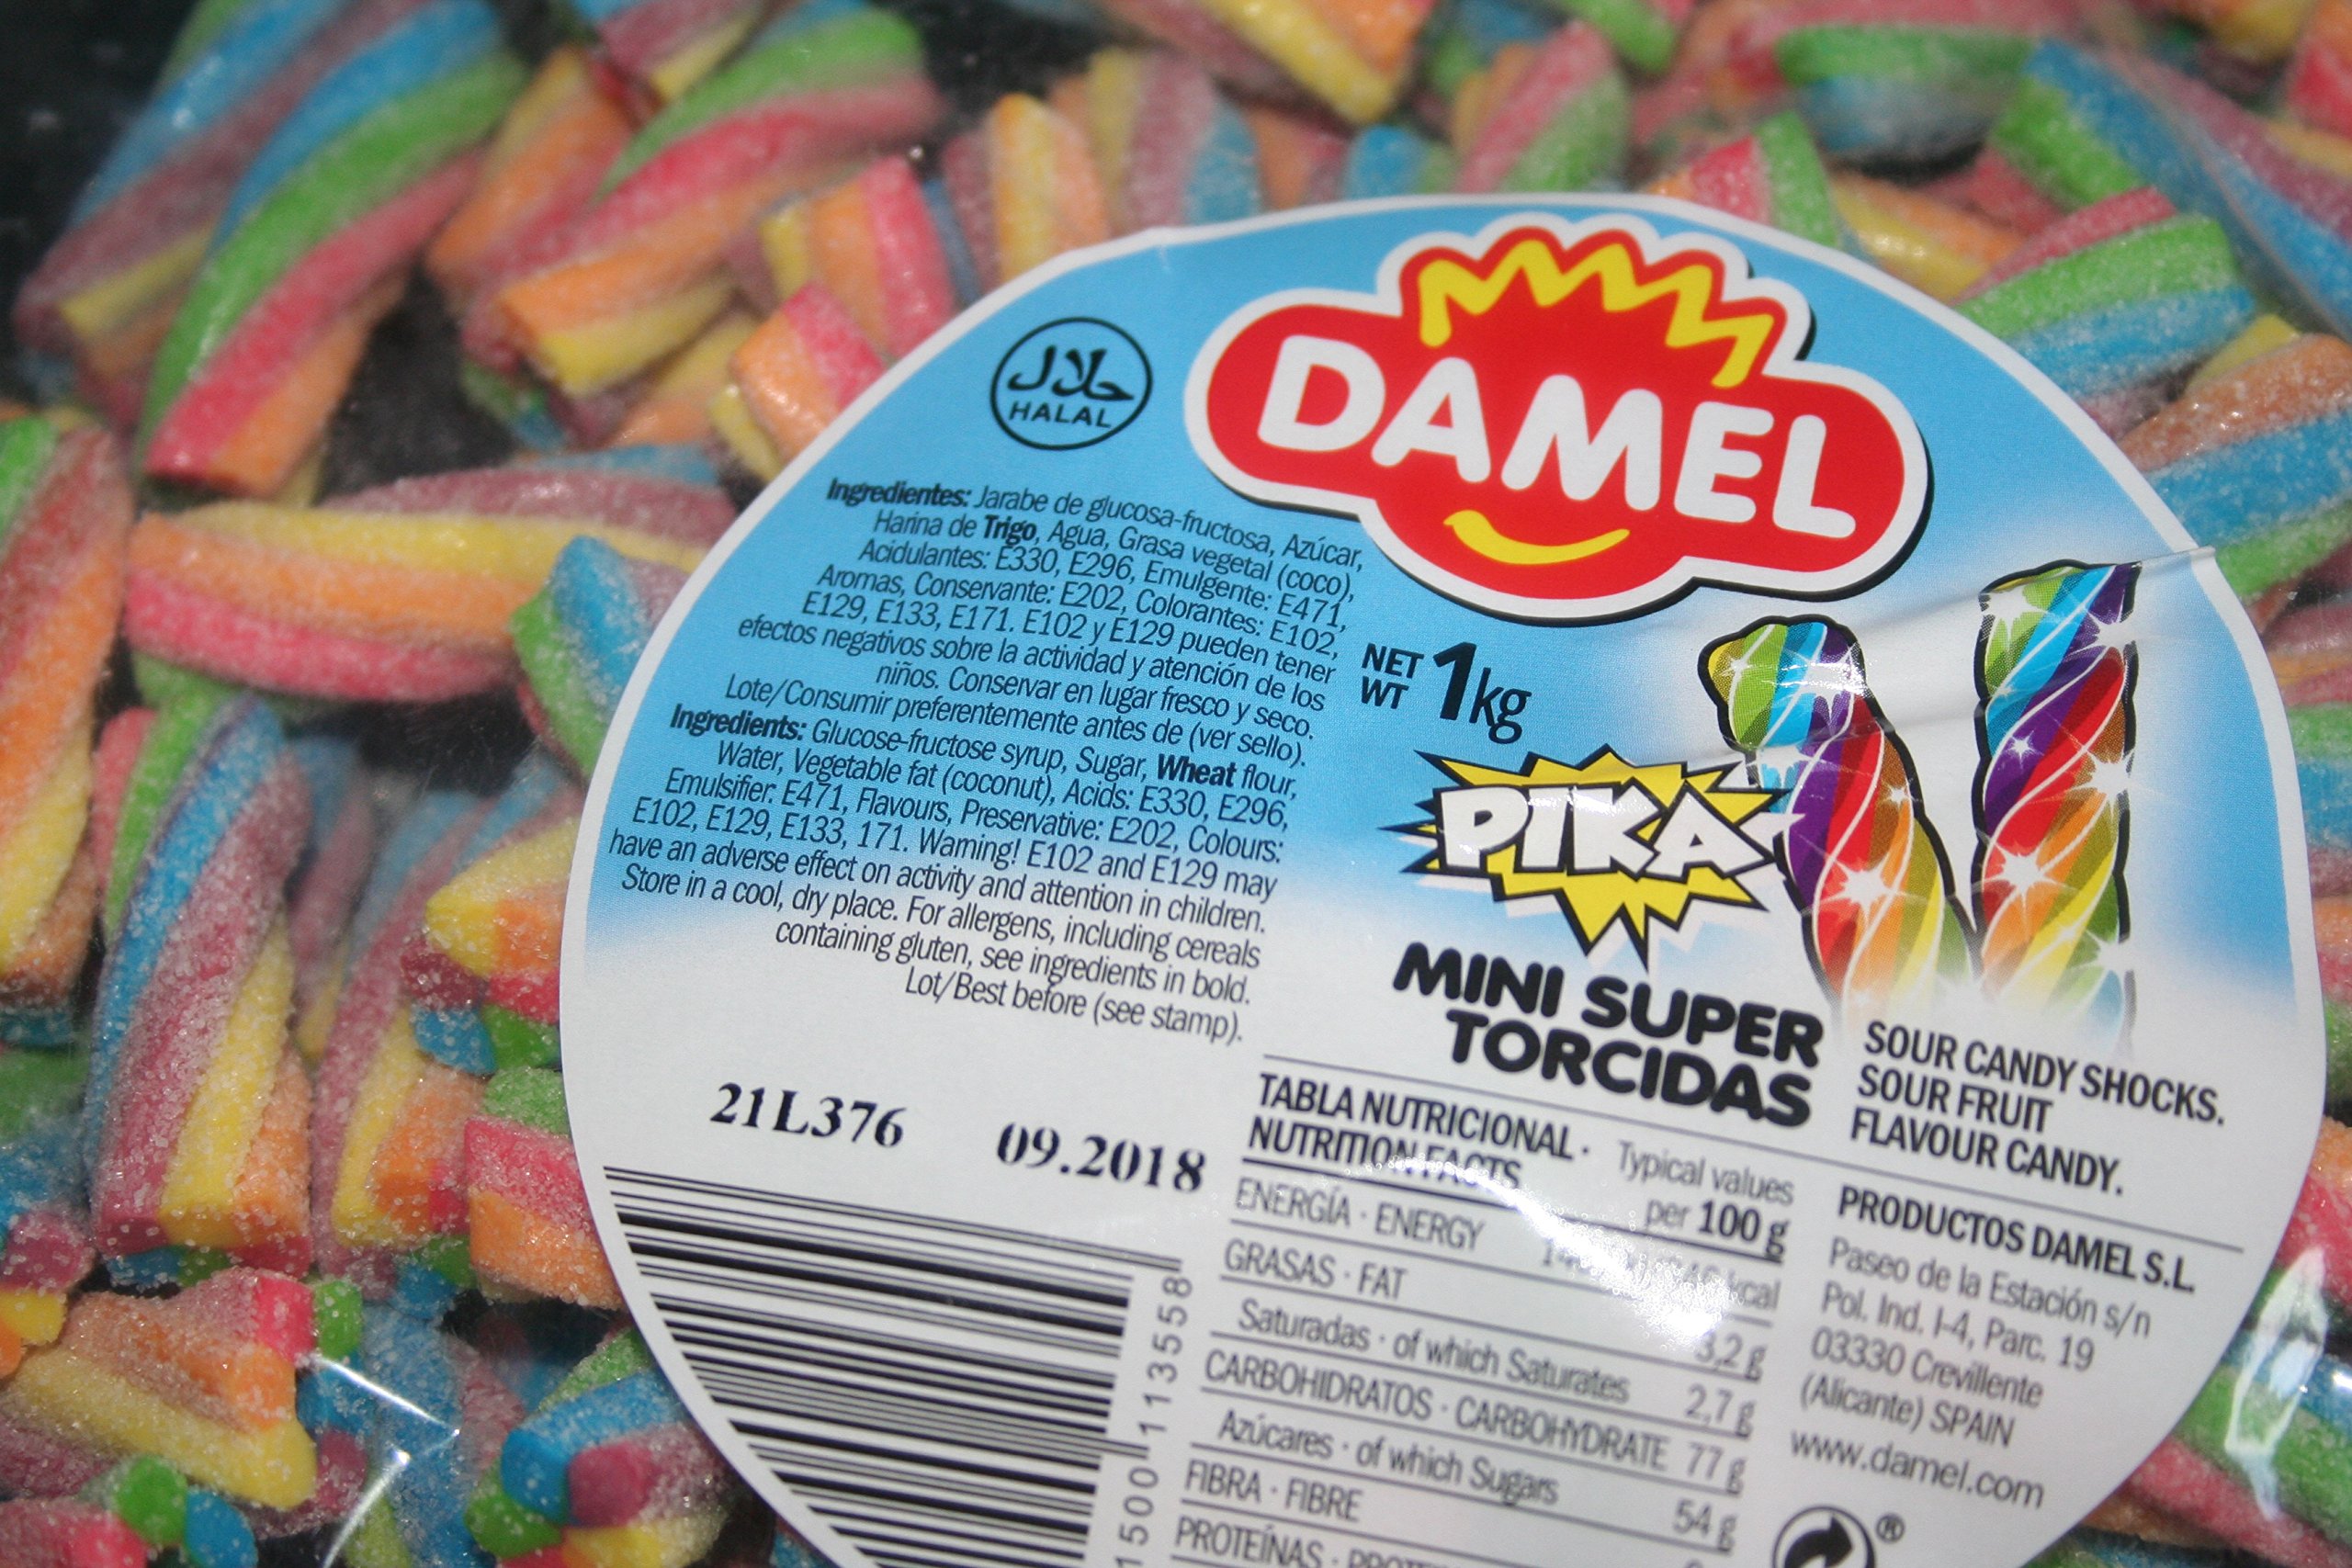 DAMEL
حلال
HALAL
Ingredientes: Jarabe de glucosa-fructosa, Azúcar,
Harina de Trigo, Agua, Grasa vegetal (coco),
Acidulantes: E330, E296, Emulgente: E471,
Aromas, Conservante: E202, Colorantes: E102,
E129, E133, E171. E102 y E129 pueden tener
efectos negativos sobre la actividad y atención de los
niños. Conservar en lugar fresco y seco.
Lote/Consumir preferentemente antes de (ver sello).
Ingredients: Glucose-fructose syrup, Sugar, Wheat flour,
Water, Vegetable fat (coconut), Acids: E330, E296,
Emulsifier: E471, Flavours, Preservative: E202, Colours:
E102, E129, E133, 171. Warning! E102 and E129 may
have an adverse effect on activity and attention in children.
Store in a cool, dry place. For allergens, including cereals
containing gluten, see ingredients in bold.
Lot/Best before (see stamp).
21L376 09.2018
NET
WT 1kg
PIKA
MINI SUPER
TORCIDAS
SOUR CANDY SHOCKS.
SOUR FRUIT
FLAVOUR CANDY.
TABLA NUTRICIONAL ·
NUTRITION FACTS
Typical values
per 100 g
ENERGÍA · ENERGY kcal
GRASAS · FAT 3,2 g
Saturadas · of which Saturates 2,7 g
CARBOHIDRATOS · CARBOHYDRATE 77 g
Azúcares · of which Sugars 54 g
FIBRA · FIBRE
PROTEÍNAS ·
PRODUCTOS DAMEL S.L.
Paseo de la Estación s/n
Pol. Ind. I-4, Parc. 19
03330 Crevillente
(Alicante) SPAIN
www.damel.com
®
1500 113558